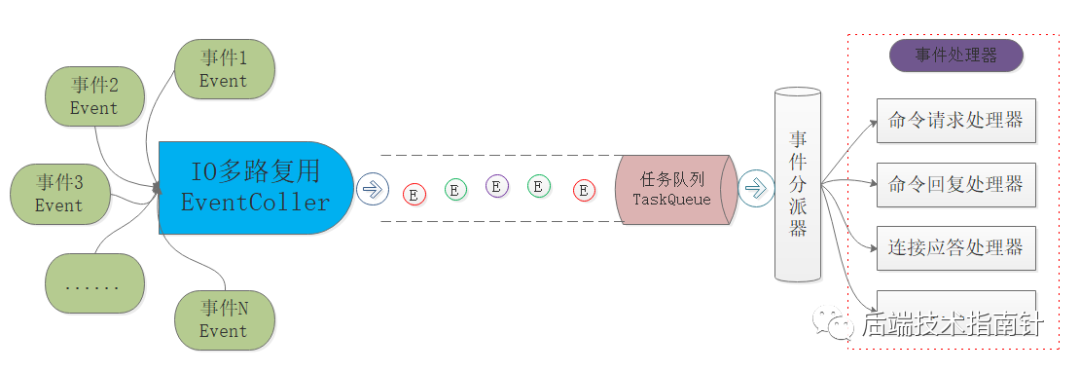 事件1
Event
事件2
Event
事件3
Event
......
事件N
Event
IO多路复用
EventColler
E
E
E
E
E
任务队列
TaskQueue
事件分派器
事件处理器
命令请求处理器
命令回复处理器
连接应答处理器
后端技术指南针